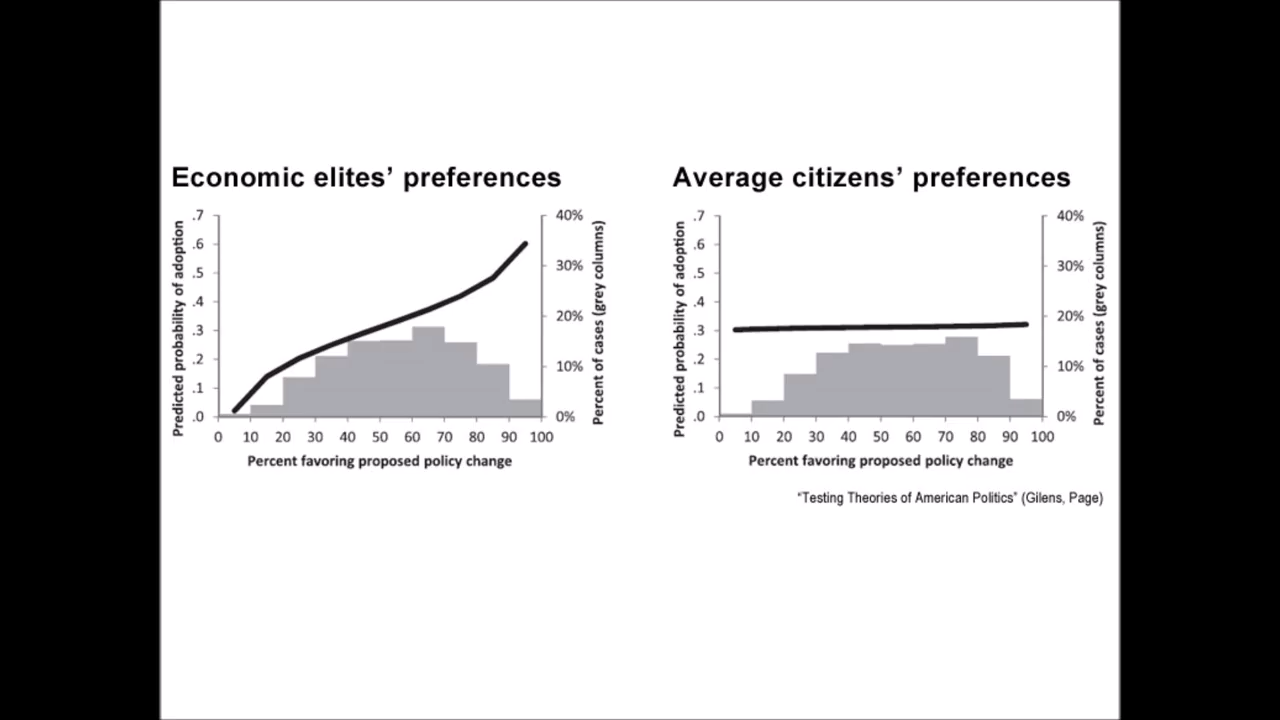 Economic elites’ preferences
Predicted probability of adoption
.7
.6
.5
.4
.3
.2
.1
.0
40%
30%
20%
10%
0%
Percent of cases (grey columns)
0 10 20 30 40 50 60 70 80 90 100
Percent favoring proposed policy change
Average citizens’ preferences
Predicted probability of adoption
.7
.6
.5
.4
.3
.2
.1
.0
40%
30%
20%
10%
0%
Percent of cases (grey columns)
0 10 20 30 40 50 60 70 80 90 100
Percent favoring proposed policy change
“Testing Theories of American Politics” (Gilens, Page)